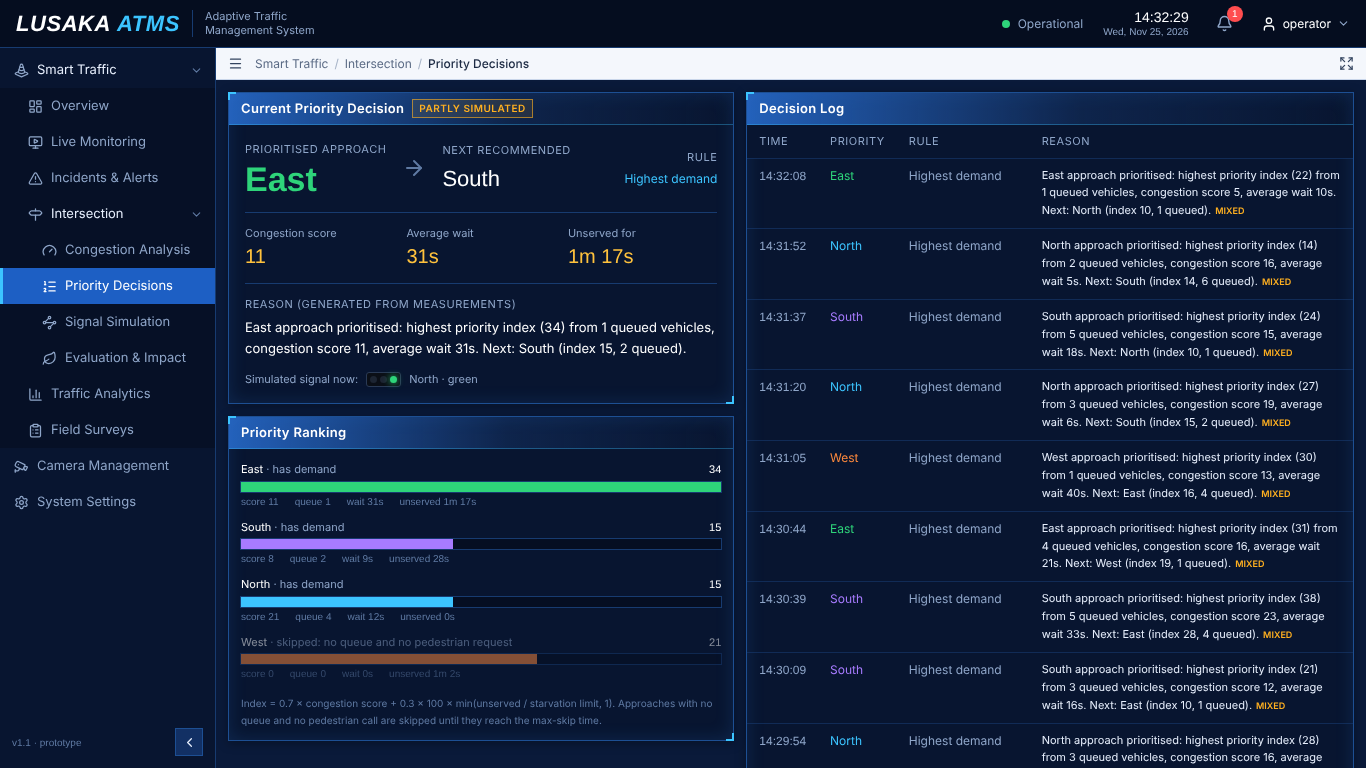 LUSAKA ATMS
Adaptive Traffic
Management System
Operational
14:32:29
Wed, Nov 25, 2026
1
operator
Smart Traffic
Overview
Live Monitoring
Incidents & Alerts
Intersection
Congestion Analysis
Priority Decisions
Signal Simulation
Evaluation & Impact
Traffic Analytics
Field Surveys
Camera Management
System Settings
v1.1 · prototype
Smart Traffic / Intersection / Priority Decisions
Current Priority Decision PARTLY SIMULATED
PRIORITISED APPROACH
East
NEXT RECOMMENDED
South
RULE
Highest demand
Congestion score
11
Average wait
31s
Unserved for
1m 17s
REASON (GENERATED FROM MEASUREMENTS)
East approach prioritised: highest priority index (34) from 1 queued vehicles,
congestion score 11, average wait 31s. Next: South (index 15, 2 queued).
Simulated signal now: North · green
Priority Ranking
East · has demand 34
score 11 queue 1 wait 31s unserved 1m 17s
South · has demand 15
score 8 queue 2 wait 9s unserved 28s
North · has demand 15
score 21 queue 4 wait 12s unserved 0s
West · skipped: no queue and no pedestrian request 21
score 0 queue 0 wait 0s unserved 1m 2s
Index = 0.7 × congestion score + 0.3 × 100 × min(unserved / starvation limit, 1). Approaches with no
queue and no pedestrian call are skipped until they reach the max-skip time.
Decision Log
TIME PRIORITY RULE REASON
14:32:08 East Highest demand East approach prioritised: highest priority index (22) from
1 queued vehicles, congestion score 5, average wait 10s.
Next: North (index 10, 1 queued). MIXED
14:31:52 North Highest demand North approach prioritised: highest priority index (14)
from 2 queued vehicles, congestion score 16, average
wait 5s. Next: South (index 14, 6 queued). MIXED
14:31:37 South Highest demand South approach prioritised: highest priority index (24)
from 5 queued vehicles, congestion score 15, average
wait 18s. Next: North (index 10, 1 queued). MIXED
14:31:20 North Highest demand North approach prioritised: highest priority index (27)
from 3 queued vehicles, congestion score 19, average
wait 6s. Next: South (index 15, 2 queued). MIXED
14:31:05 West Highest demand West approach prioritised: highest priority index (30)
from 1 queued vehicles, congestion score 13, average
wait 40s. Next: East (index 16, 4 queued). MIXED
14:30:44 East Highest demand East approach prioritised: highest priority index (31) from
4 queued vehicles, congestion score 16, average wait
21s. Next: West (index 19, 1 queued). MIXED
14:30:39 South Highest demand South approach prioritised: highest priority index (38)
from 5 queued vehicles, congestion score 23, average
wait 33s. Next: East (index 28, 4 queued). MIXED
14:30:09 South Highest demand South approach prioritised: highest priority index (21)
from 3 queued vehicles, congestion score 12, average
wait 16s. Next: East (index 10, 1 queued). MIXED
14:29:54 North Highest demand North approach prioritised: highest priority index (28)
from 3 queued vehicles, congestion score 16, average